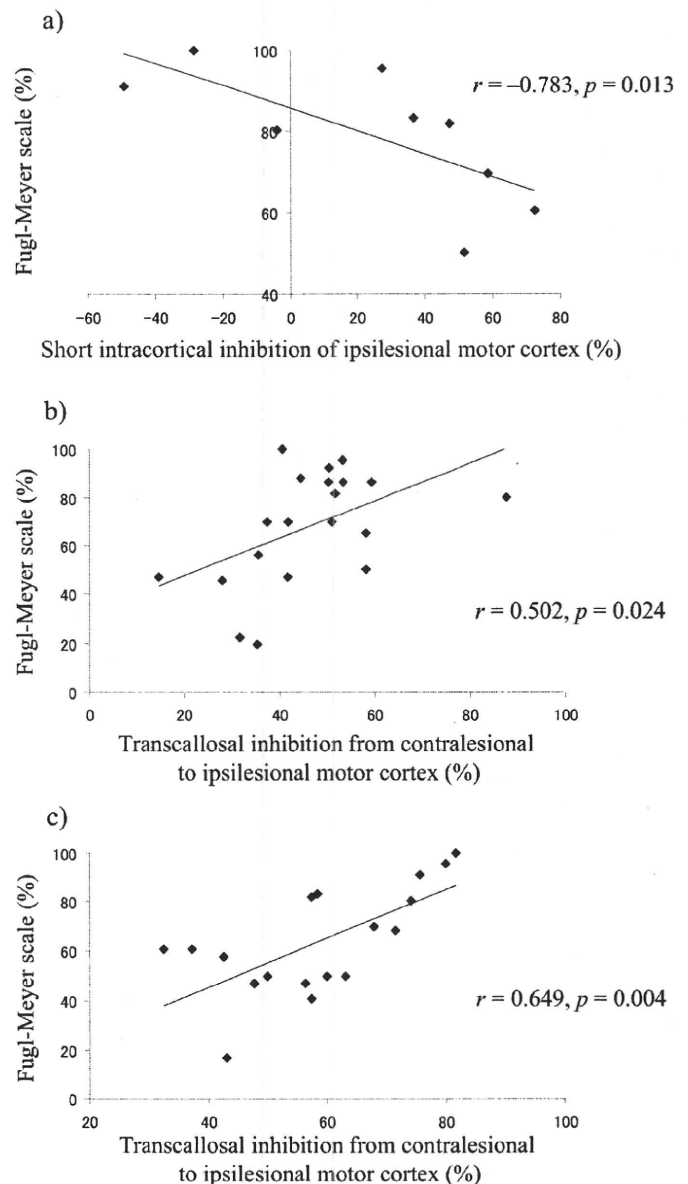 a)
Fugl-Meyer scale (%)
100
80
60
40
−60 −40 −20 0 20 40 60 80
r = –0.783, p = 0.013
Short intracortical inhibition of ipsilesional motor cortex (%)
b)
Fugl-Meyer scale (%)
100
80
60
40
20
0
0 20 40 60 80 100
r = 0.502, p = 0.024
Transcallosal inhibition from contralesional
to ipsilesional motor cortex (%)
c)
Fugl-Meyer scale (%)
100
80
60
40
20
0
20 40 60 80 100
r = 0.649, p = 0.004
Transcallosal inhibition from contralesional
to ipsilesional motor cortex (%)